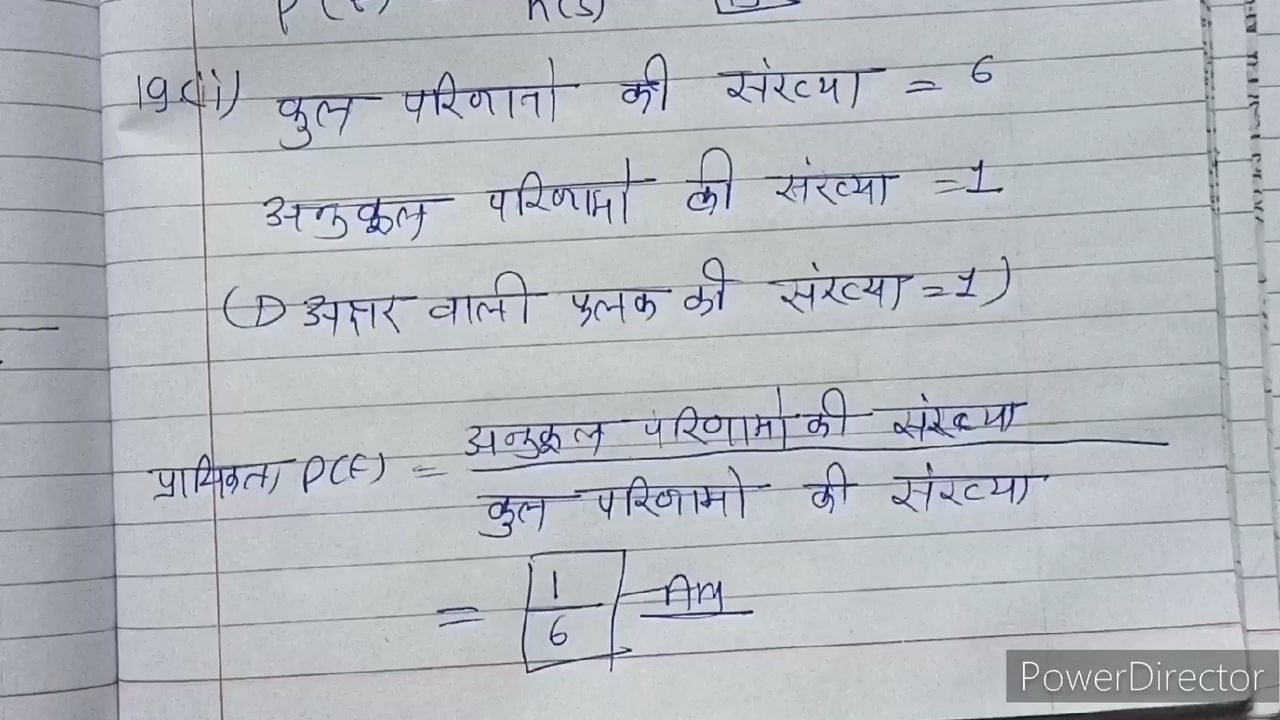 P(E) n(S)
19(ii) कुल परिणामो की संख्या = 6
अनुकूल परिणामो की संख्या = 1
(D अक्षर वाली फलक की संख्या = 1)
प्रायिकता P(E) = अनुकूल परिणामो की संख्या
कुल परिणामो की संख्या
= 1
6 Ans
PowerDirector